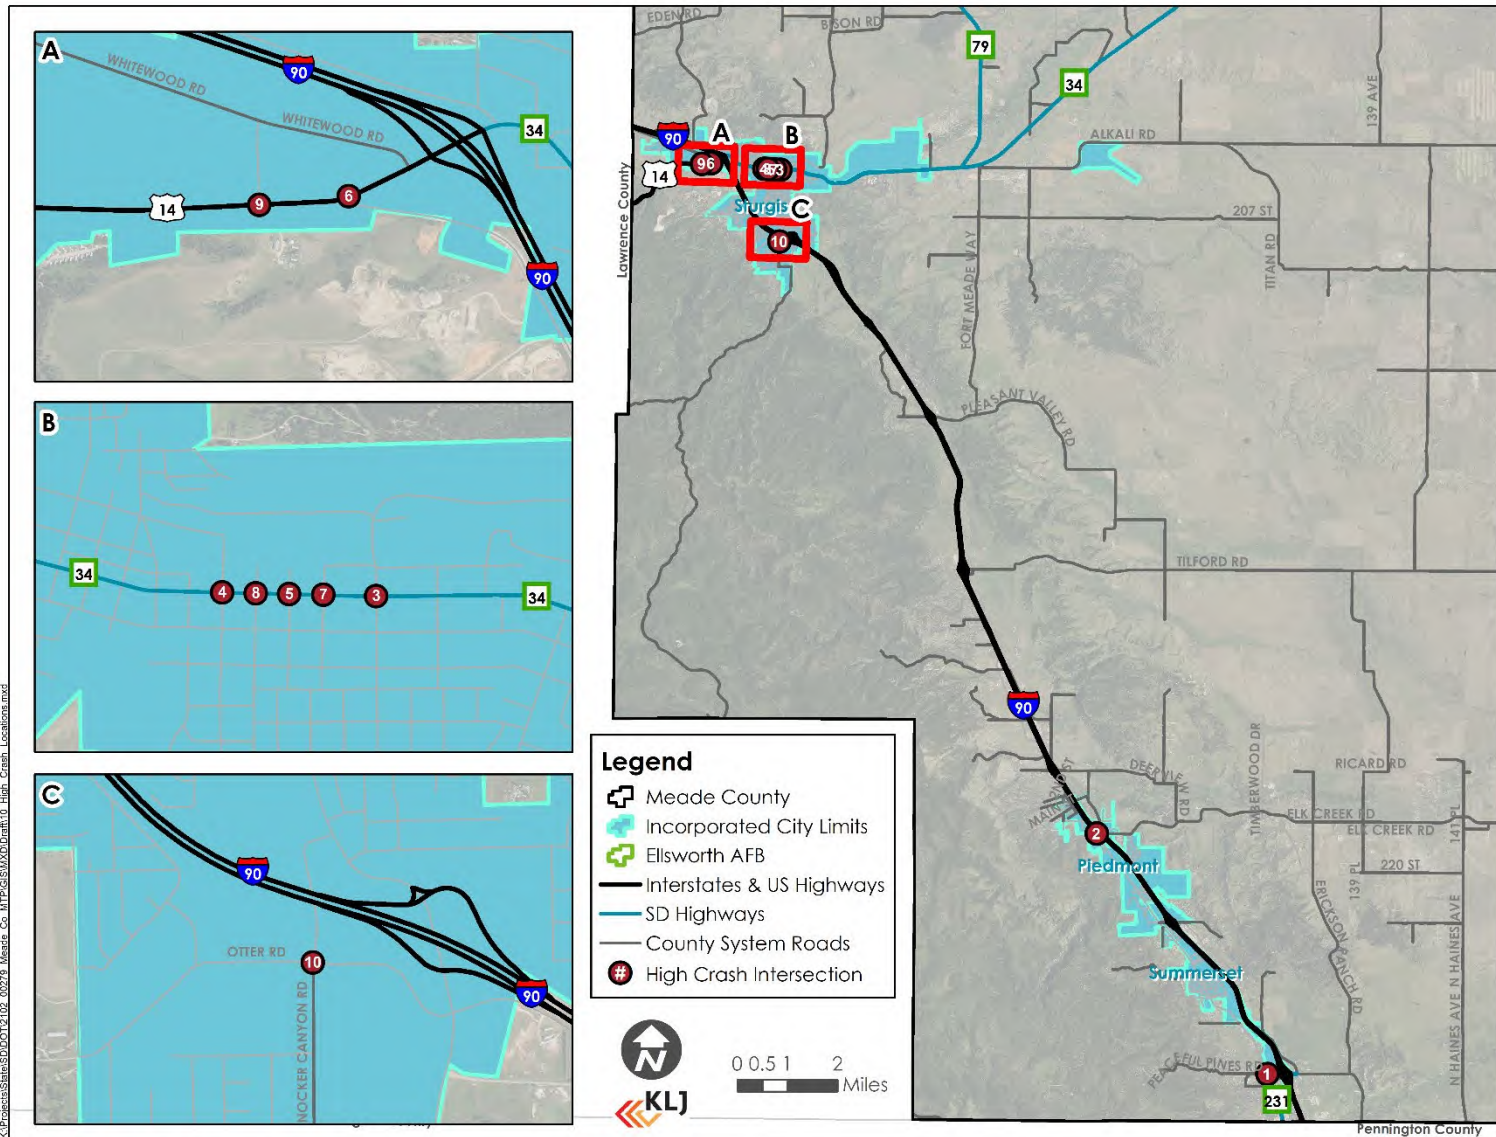 A
90
WHITEWOOD RD
WHITEWOOD RD
34
14
9
6
90
B
34
4
8
5
7
3
34
C
90
OTTER RD
10
NOCKER CANYON RD
90
EDEN RD
BISON RD
79
34
139 AVE
ALKALI RD
90
A
B
96
14
Sturgis
C
10
Lawrence County
207 ST
FORT MEADE WAY
TITAN RD
PLEASANT VALLEY RD
TILFORD RD
90
DEERVIEW RD
TIMBERWOOD DR
RICARD RD
ELK CREEK RD
ELK CREEK RD
141 PL
2
Piedmont
139 PL
220 ST
ERICKSON RANCH RD
N HAINES AVE N HAINES AVE
Summerset
1
231
Pennington County
Legend
Meade County
Incorporated City Limits
Ellsworth AFB
Interstates & US Highways
SD Highways
County System Roads
# High Crash Intersection
N
0 0.5 1 2
Miles
KLJ